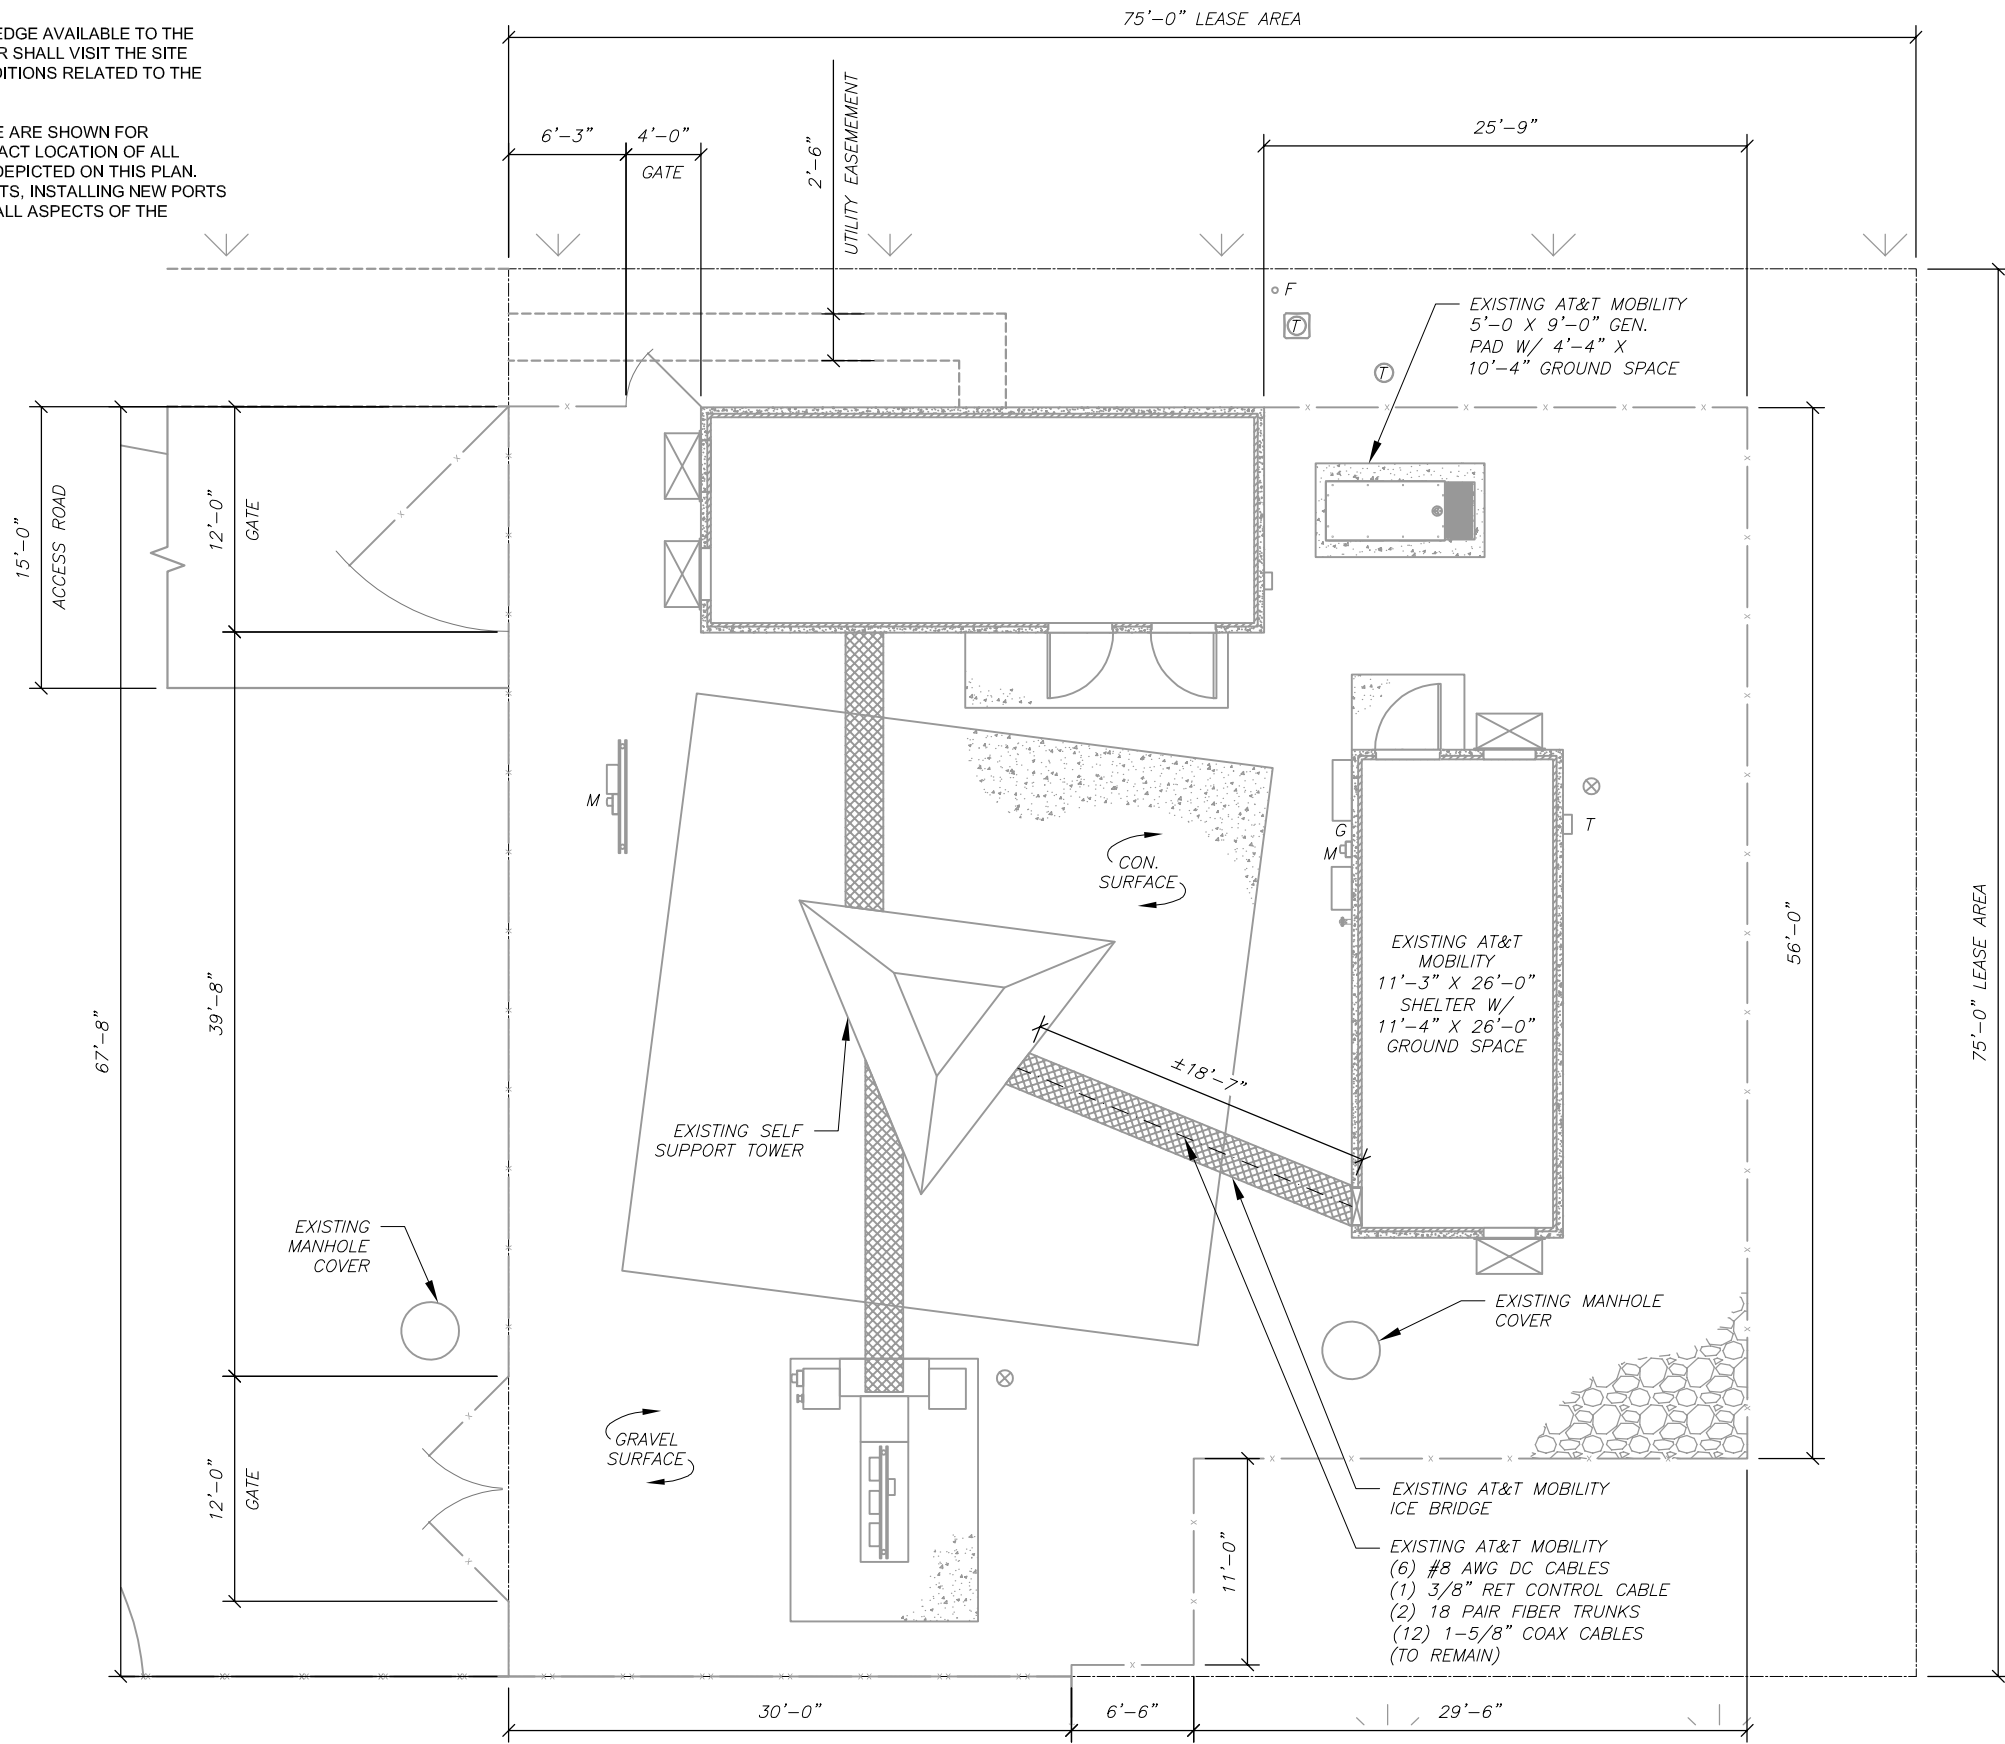 EDGE AVAILABLE TO THE
R SHALL VISIT THE SITE
DITIONS RELATED TO THE
E ARE SHOWN FOR
ACT LOCATION OF ALL
DEPICTED ON THIS PLAN.
TS, INSTALLING NEW PORTS
ALL ASPECTS OF THE
75'-0" LEASE AREA
6'-3"
4'-0"
GATE
2'-6"
UTILITY EASEMEMENT
25'-9"
F
T
T
EXISTING AT&T MOBILITY
5'-0 X 9'-0" GEN.
PAD W/ 4'-4" X
10'-4" GROUND SPACE
15'-0"
ACCESS ROAD
12'-0"
GATE
M
CON.
SURFACE
G
M
T
EXISTING AT&T
MOBILITY
11'-3" X 26'-0"
SHELTER W/
11'-4" X 26'-0"
GROUND SPACE
56'-0"
75'-0" LEASE AREA
67'-8"
39'-8"
±18'-7"
EXISTING SELF
SUPPORT TOWER
EXISTING
MANHOLE
COVER
EXISTING MANHOLE
COVER
12'-0"
GATE
GRAVEL
SURFACE
EXISTING AT&T MOBILITY
ICE BRIDGE
11'-0"
EXISTING AT&T MOBILITY
(6) #8 AWG DC CABLES
(1) 3/8" RET CONTROL CABLE
(2) 18 PAIR FIBER TRUNKS
(12) 1-5/8" COAX CABLES
(TO REMAIN)
30'-0"
6'-6"
29'-6"